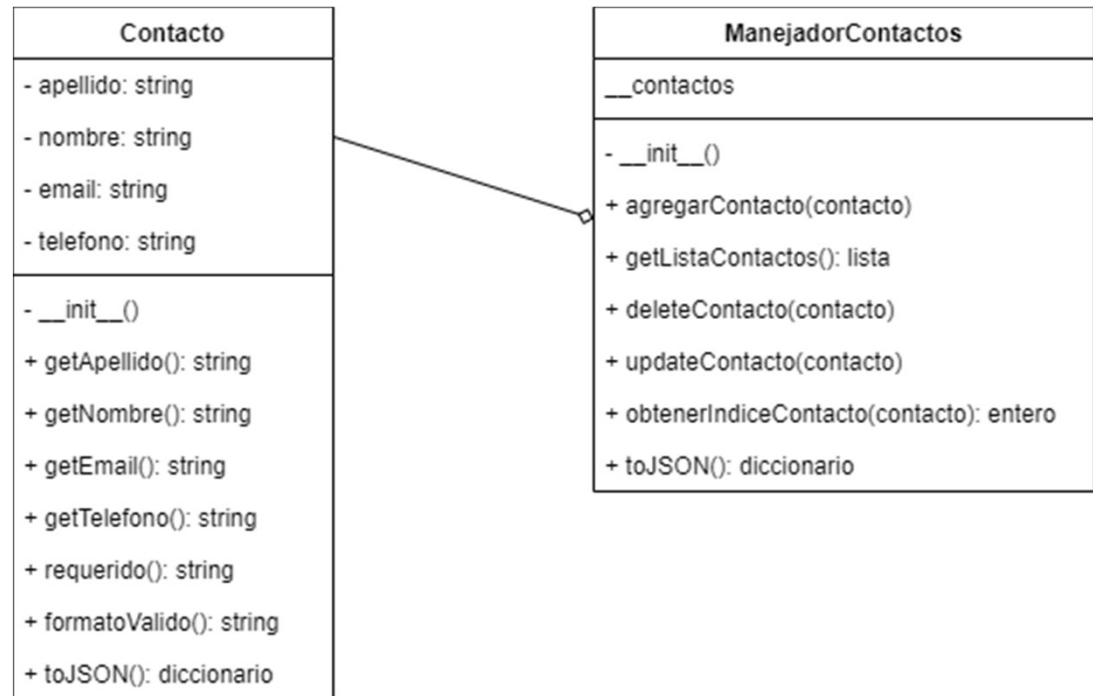 Contacto
- apellido: string
- nombre: string
- email: string
- telefono: string
- __init__()
+ getApellido(): string
+ getNombre(): string
+ getEmail(): string
+ getTelefono(): string
+ requerido(): string
+ formatoValido(): string
+ toJSON(): diccionario
ManejadorContactos
__contactos
- __init__()
+ agregarContacto(contacto)
+ getListaContactos(): lista
+ deleteContacto(contacto)
+ updateContacto(contacto)
+ obtenerIndiceContacto(contacto): entero
+ toJSON(): diccionario